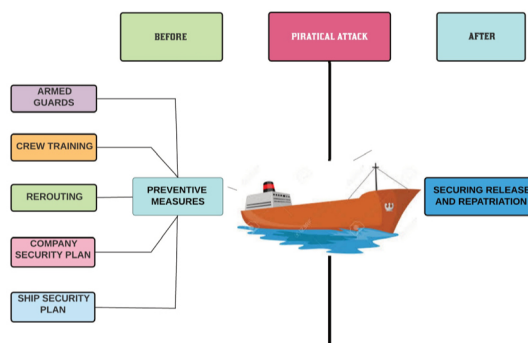 BEFORE
PIRATICAL ATTACK
AFTER
ARMED
GUARDS
CREW TRAINING
REROUTING
COMPANY
SECURITY PLAN
SHIP SECURITY
PLAN
PREVENTIVE
MEASURES
SECURING RELEASE
AND REPATRIATION